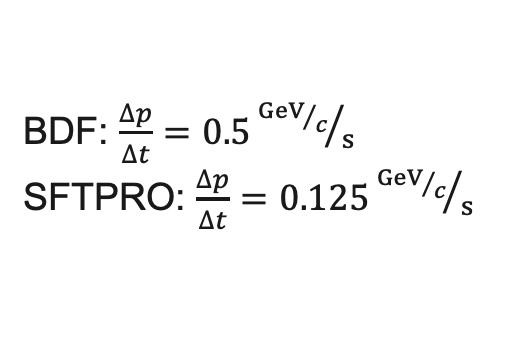 BDF: Δp/Δt = 0.5 GeV/c/s
SFTPRO: Δp/Δt = 0.125 GeV/c/s